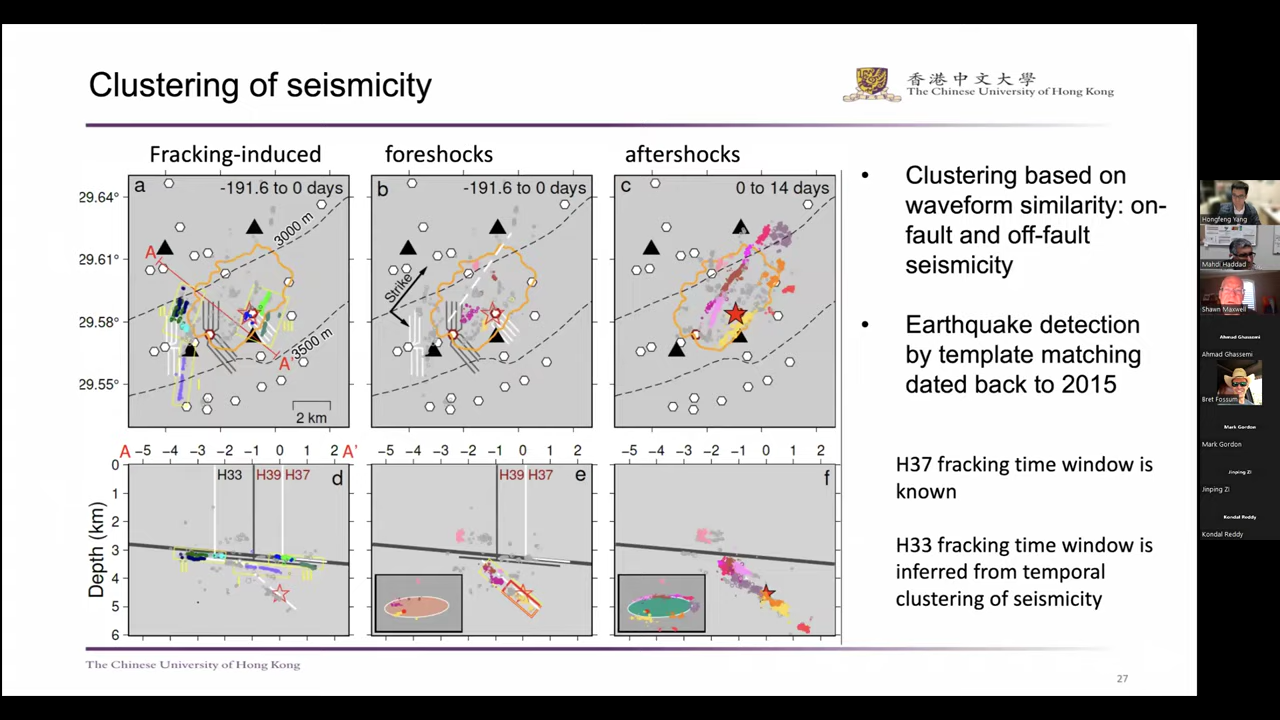 Clustering of seismicity
香港中文大學
The Chinese University of Hong Kong
Fracking-induced
foreshocks
aftershocks
a
-191.6 to 0 days
b
-191.6 to 0 days
c
0 to 14 days
29.64°
29.61°
29.58°
29.55°
3000 m
3500 m
A
A'
I
II
III
2 km
Strike
A
-5 -4 -3 -2 -1 0 1 2
A'
-5 -4 -3 -2 -1 0 1 2
-5 -4 -3 -2 -1 0 1 2
Depth (km)
0
1
2
3
4
5
6
H33
H39
H37
d
H39
H37
e
f
III
I
II
• Clustering based on
waveform similarity: on-
fault and off-fault
seismicity
• Earthquake detection
by template matching
dated back to 2015
H37 fracking time window is
known
H33 fracking time window is
inferred from temporal
clustering of seismicity
The Chinese University of Hong Kong
27
Hongfeng Yang
Mahdi Haddad
Shawn Maxwell
Ahmad Ghassemi
Ahmad Ghassemi
Bret Fossum
Mark Gordon
Mark Gordon
Jinping Zi
Jinping Zi
Kondal Reddy
Kondal Reddy